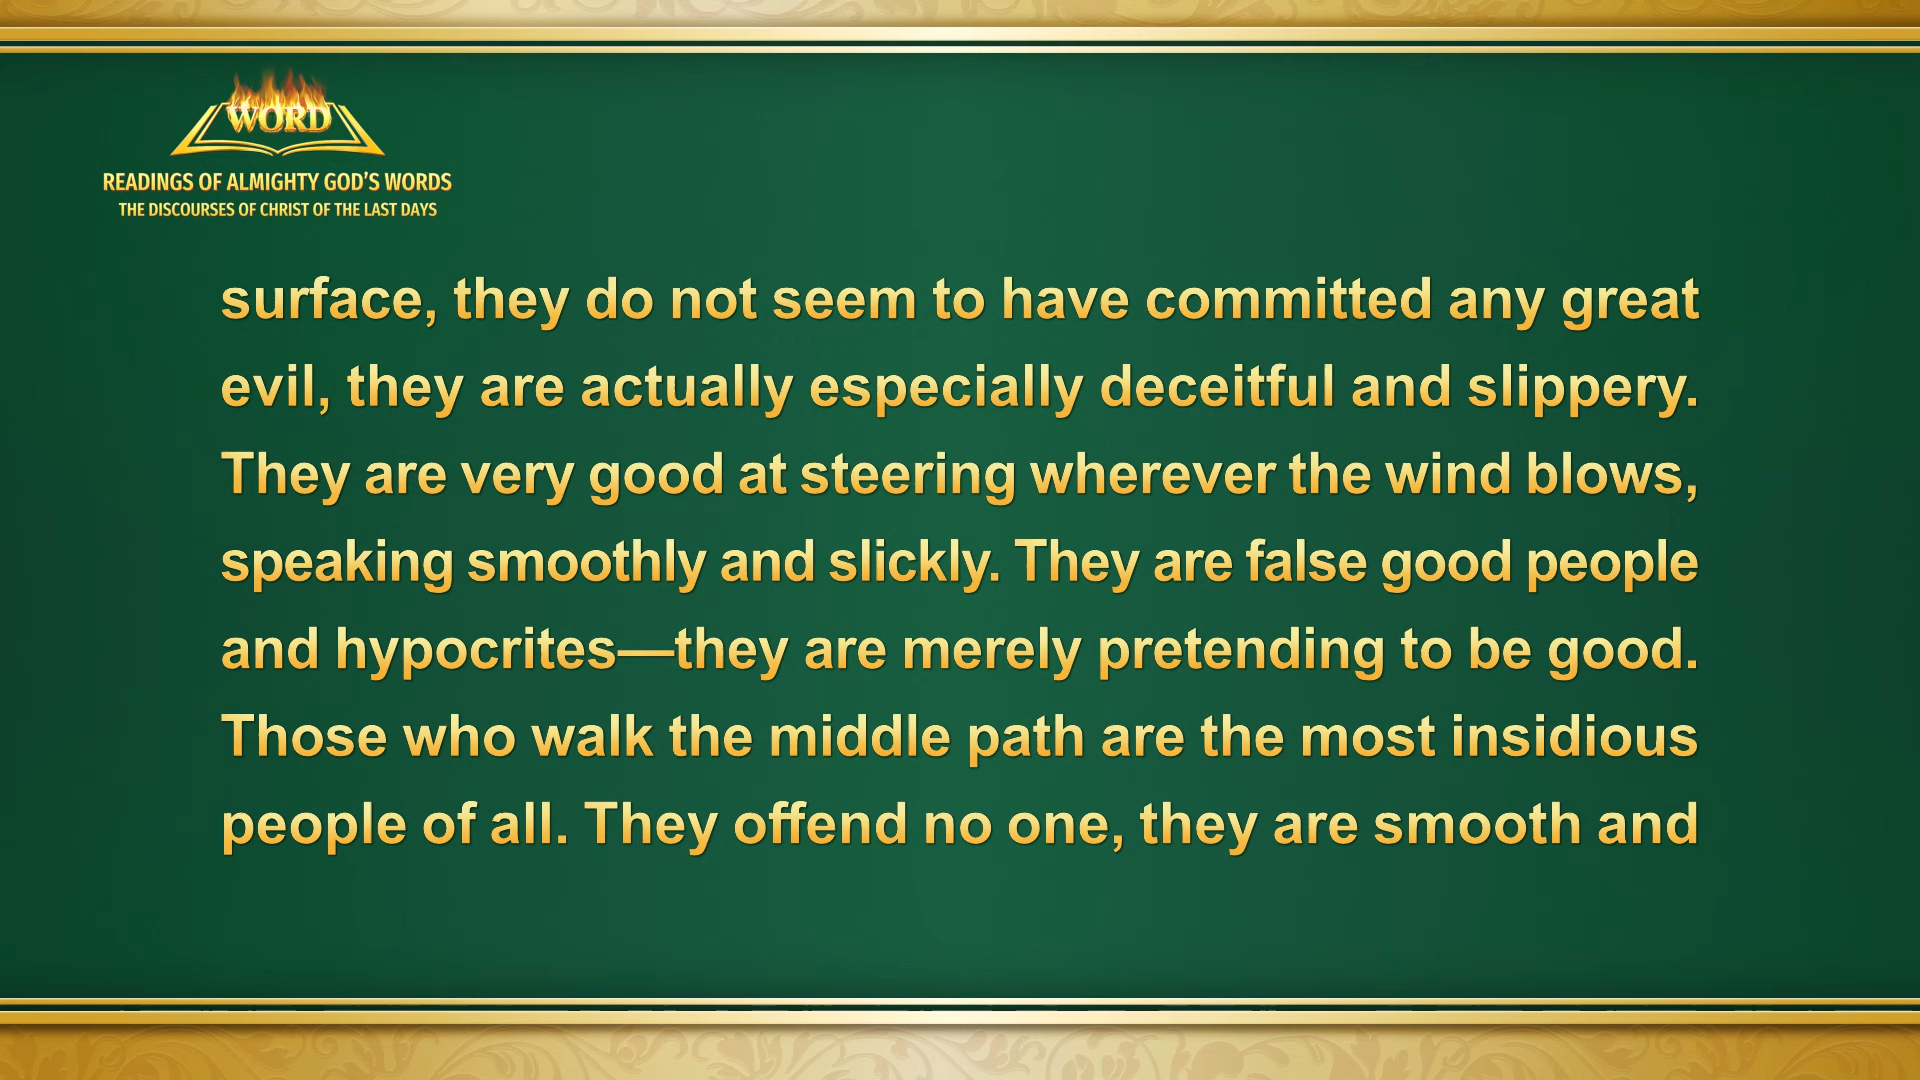 WORD
READINGS OF ALMIGHTY GOD'S WORDS
THE DISCOURSES OF CHRIST OF THE LAST DAYS
surface, they do not seem to have committed any great
evil, they are actually especially deceitful and slippery.
They are very good at steering wherever the wind blows,
speaking smoothly and slickly. They are false good people
and hypocrites—they are merely pretending to be good.
Those who walk the middle path are the most insidious
people of all. They offend no one, they are smooth and